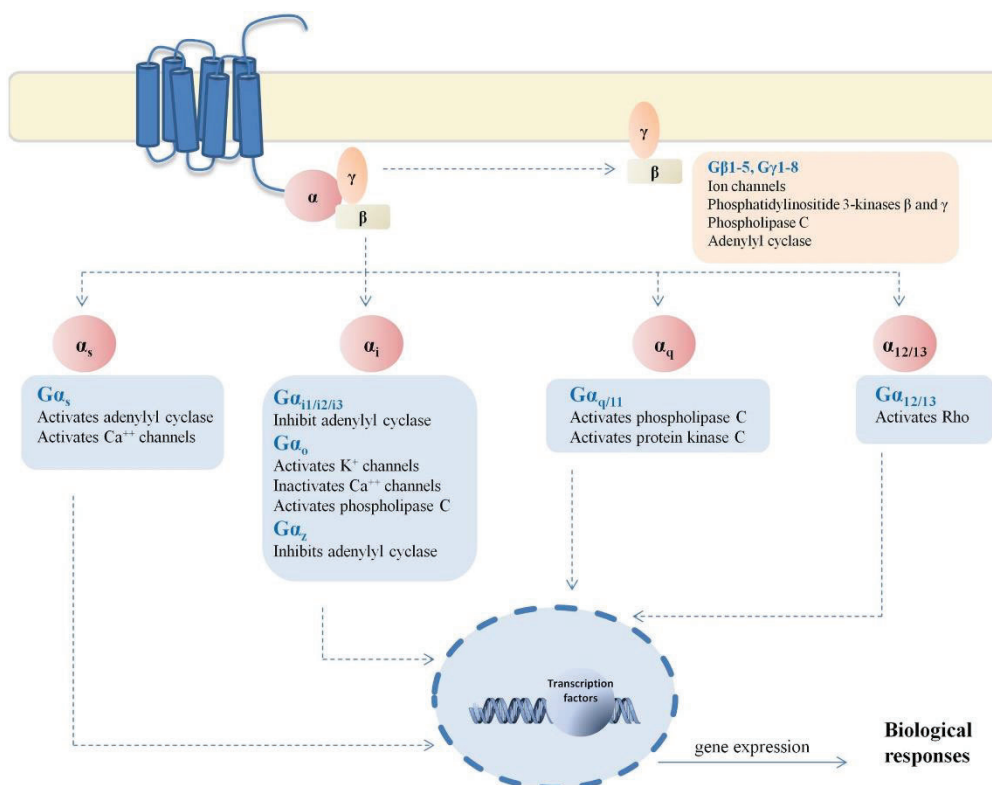 γ
α
β
γ
β
Gβ1-5, Gγ1-8
Ion channels
Phosphatidylinositide 3-kinases β and γ
Phospholipase C
Adenylyl cyclase
αs
αi
αq
α12/13
Gαs
Activates adenylyl cyclase
Activates Ca⁺⁺ channels
Gαi1/i2/i3
Inhibit adenylyl cyclase
Gαo
Activates K⁺ channels
Inactivates Ca⁺⁺ channels
Activates phospholipase C
Gαz
Inhibits adenylyl cyclase
Gαq/11
Activates phospholipase C
Activates protein kinase C
Gα12/13
Activates Rho
Transcription
factors
gene expression
Biological
responses